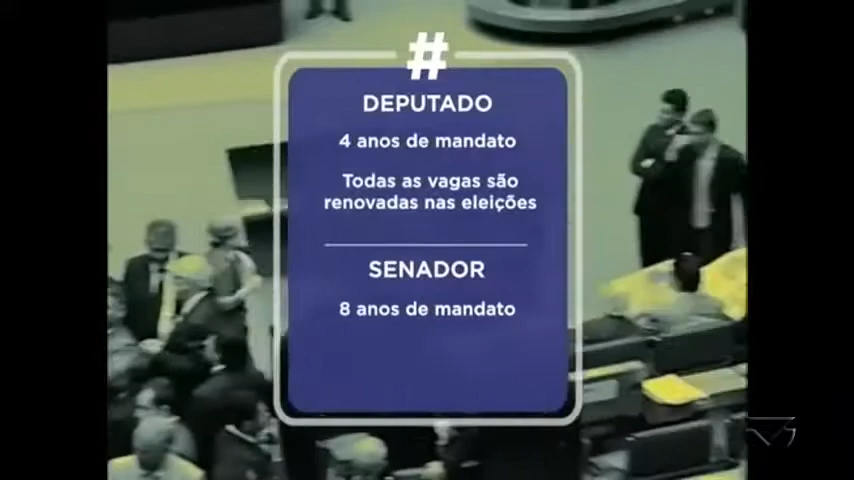 #
DEPUTADO
4 anos de mandato
Todas as vagas são
renovadas nas eleições
SENADOR
8 anos de mandato